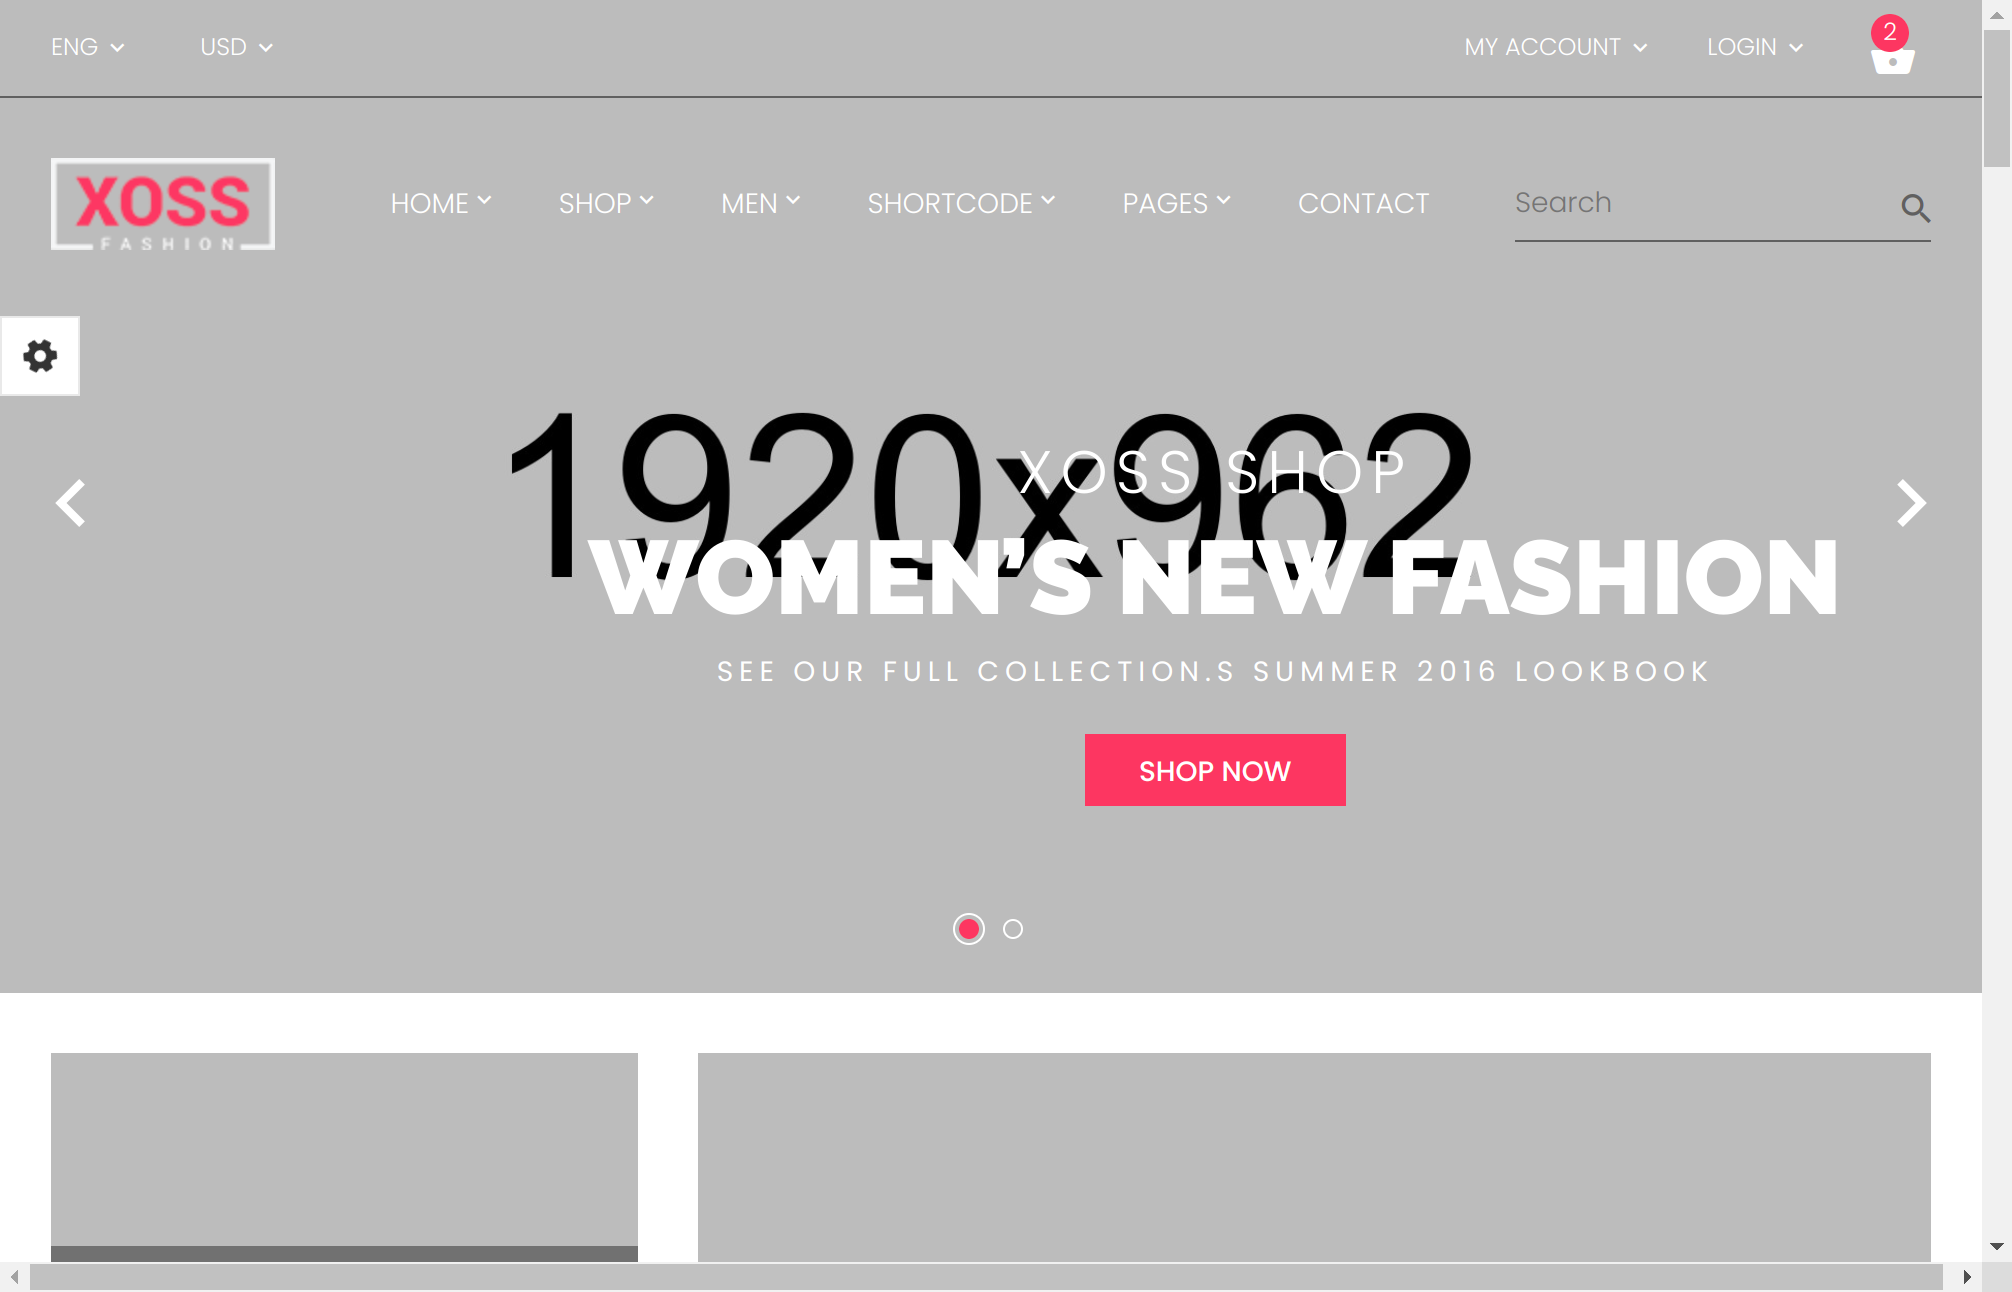 ENG USD MY ACCOUNT LOGIN 2
XOSS
FASHION
HOME SHOP MEN SHORTCODE PAGES CONTACT Search
1920x962
XOSS SHOP
WOMEN'S NEW FASHION
SEE OUR FULL COLLECTION.S SUMMER 2016 LOOKBOOK
SHOP NOW